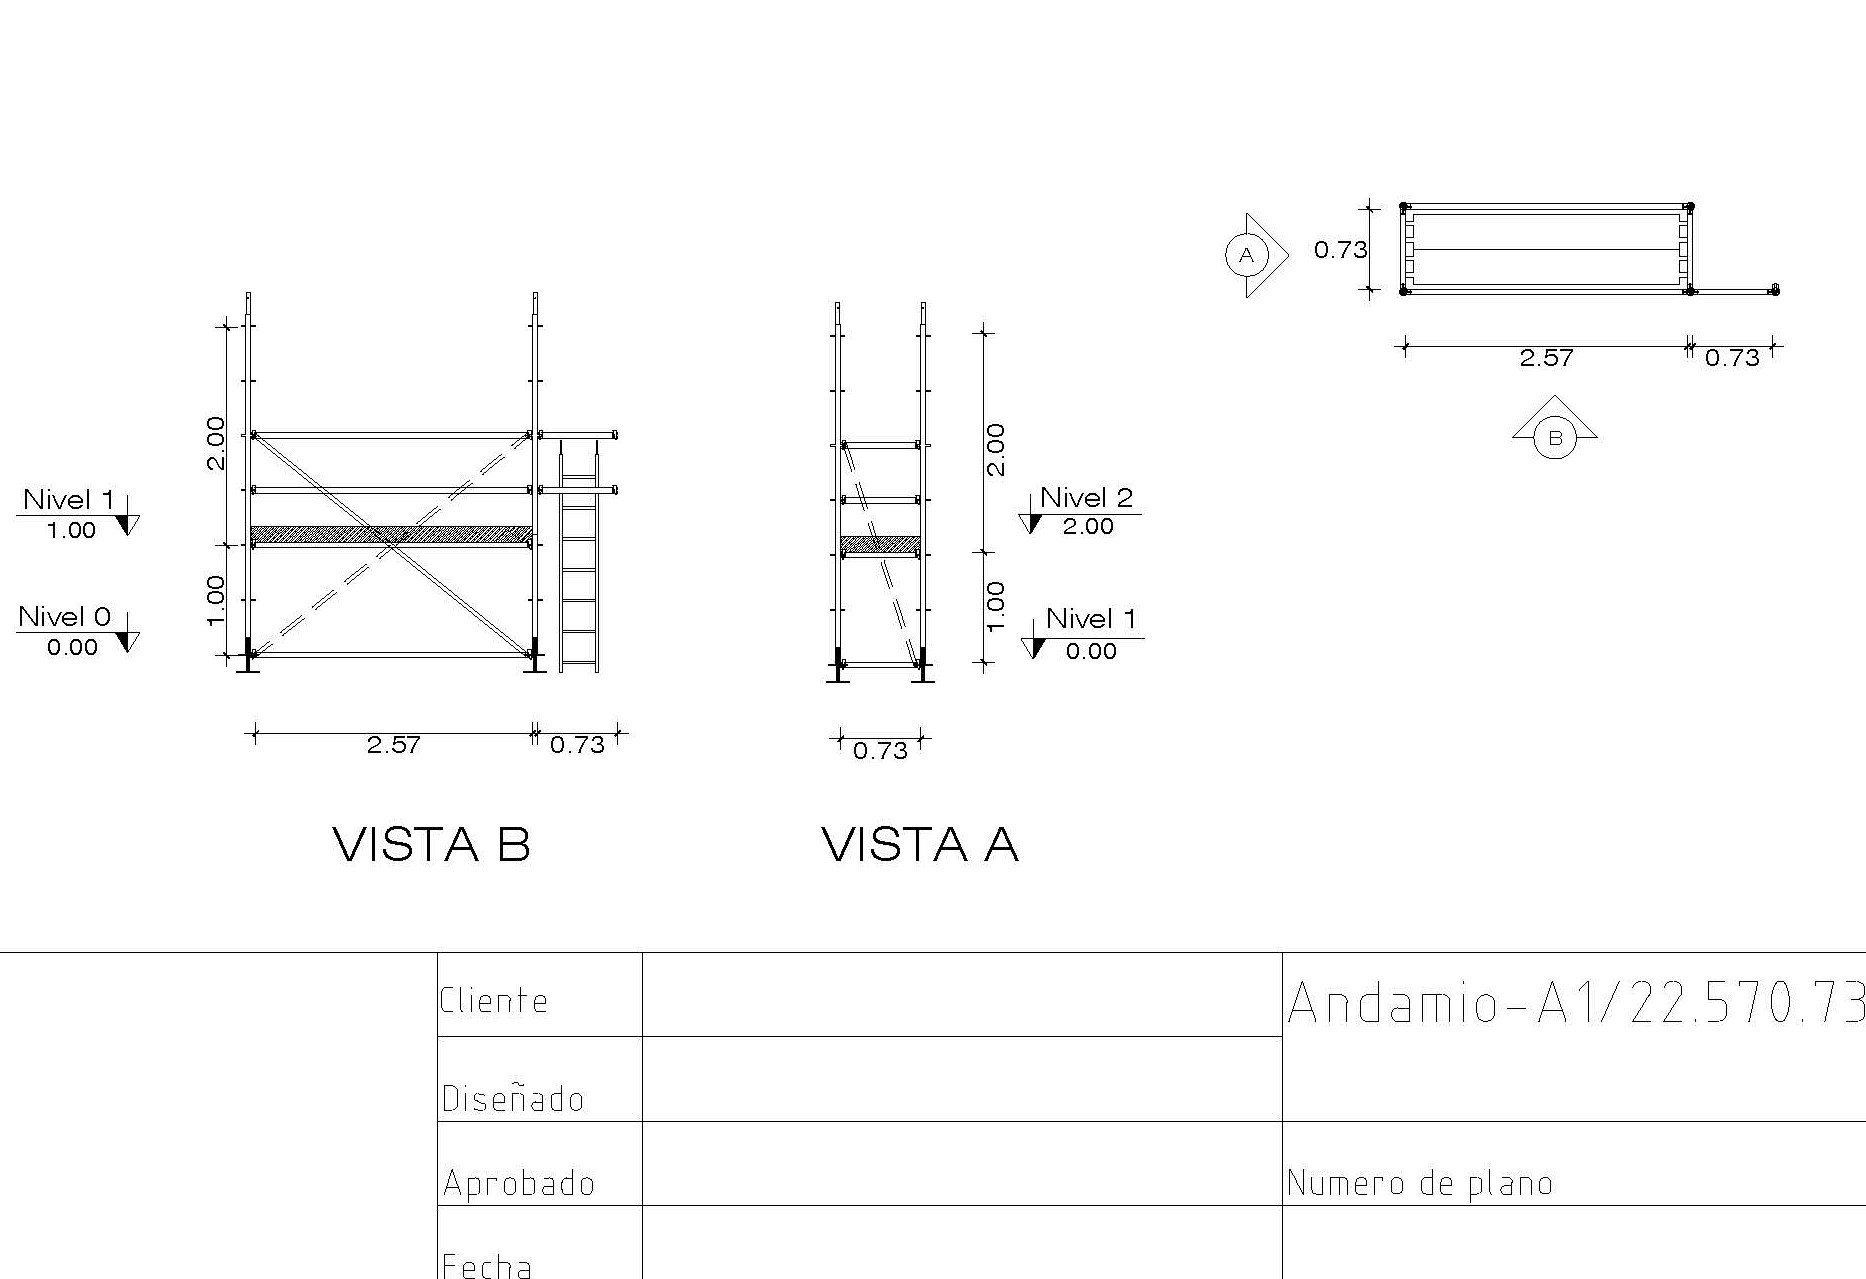 A
0.73
2.57
0.73
B
2.00
Nivel 1
1.00
1.00
Nivel 0
0.00
2.57
0.73
VISTA B
2.00
Nivel 2
2.00
1.00
Nivel 1
0.00
0.73
VISTA A
Cliente
Andamio-A1/22.570.73
Diseñado
Aprobado
Numero de plano
Fecha